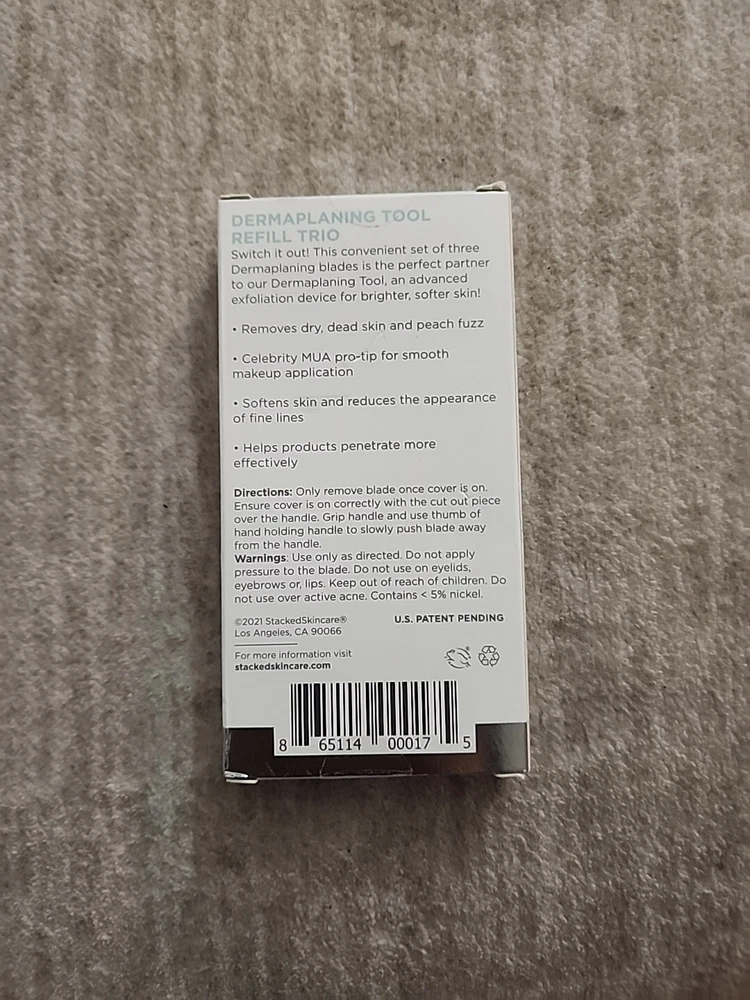 DERMAPLANING TOOL
REFILL TRIO
Switch it out! This convenient set of three
Dermaplaning blades is the perfect partner
to our Dermaplaning Tool, an advanced
exfoliation device for brighter, softer skin!
• Removes dry, dead skin and peach fuzz
• Celebrity MUA pro-tip for smooth
makeup application
• Softens skin and reduces the appearance
of fine lines
• Helps products penetrate more
effectively
Directions: Only remove blade once cover is on.
Ensure cover is on correctly with the cut out piece
over the handle. Grip handle and use thumb of
hand holding handle to slowly push blade away
from the handle.
Warnings: Use only as directed. Do not apply
pressure to the blade. Do not use on eyelids,
eyebrows or, lips. Keep out of reach of children. Do
not use over active acne. Contains < 5% nickel.
©2021 StackedSkincare® U.S. PATENT PENDING
Los Angeles, CA 90066
For more information visit
stackedskincare.com
8 65114 00017 5